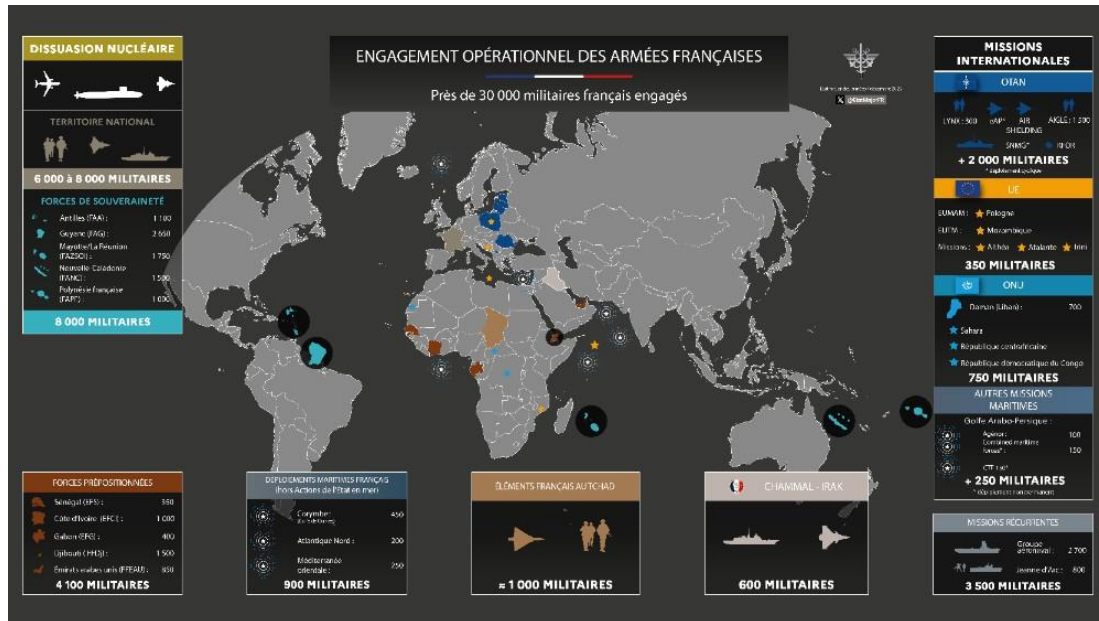 DISSUASION NUCLÉAIRE
TERRITOIRE NATIONAL
6 000 à 8 000 MILITAIRES
FORCES DE SOUVERAINETÉ
Antilles (FAA) : 1 100
Guyane (FAG) : 2 650
Mayotte/La Réunion
(FAZSOI) : 1 750
Nouvelle Calédonie
(FANC) : 1 500
Polynésie française
(FAPF) : 1 000
8 000 MILITAIRES
ENGAGEMENT OPÉRATIONNEL DES ARMÉES FRANÇAISES
Près de 30 000 militaires français engagés
MISSIONS
INTERNATIONALES
OTAN
LYNX : AIR AIGLE :
SHIELDING
SNMG*
+ 2 000 MILITAIRES
* déploiement cyclique
UE
EUMAM : Pologne
EUTM : Mozambique
Missions : Althéa Atalante Irini
350 MILITAIRES
ONU
Daman (Liban) : 700
Sahara
République centrafricaine
République démocratique du Congo
750 MILITAIRES
AUTRES MISSIONS
MARITIMES
Golfe Arabo-Persique :
Agénor : 100
Combined maritime
forces* : 150
CTF 150*
+ 250 MILITAIRES
* déploiement non permanent
MISSIONS RÉCURRENTES
Groupe
aéronaval : 2 700
Jeanne d'Arc : 800
3 500 MILITAIRES
FORCES PRÉPOSITIONNÉES
Sénégal (EFS) :
Côte d'Ivoire (EFCI) : 1 000
Gabon (EFG) : 400
Djibouti (FFDj) : 1 500
Émirats arabes unis (FFEAU) :
4 100 MILITAIRES
DÉPLOIEMENTS MARITIMES FRANÇAIS
(hors Actions de l'État en mer)
Corymbe : 450
Atlantique Nord : 200
Méditerranée
orientale : 250
900 MILITAIRES
ÉLÉMENTS FRANÇAIS AU TCHAD
≈ 1 000 MILITAIRES
CHAMMAL - IRAK
600 MILITAIRES